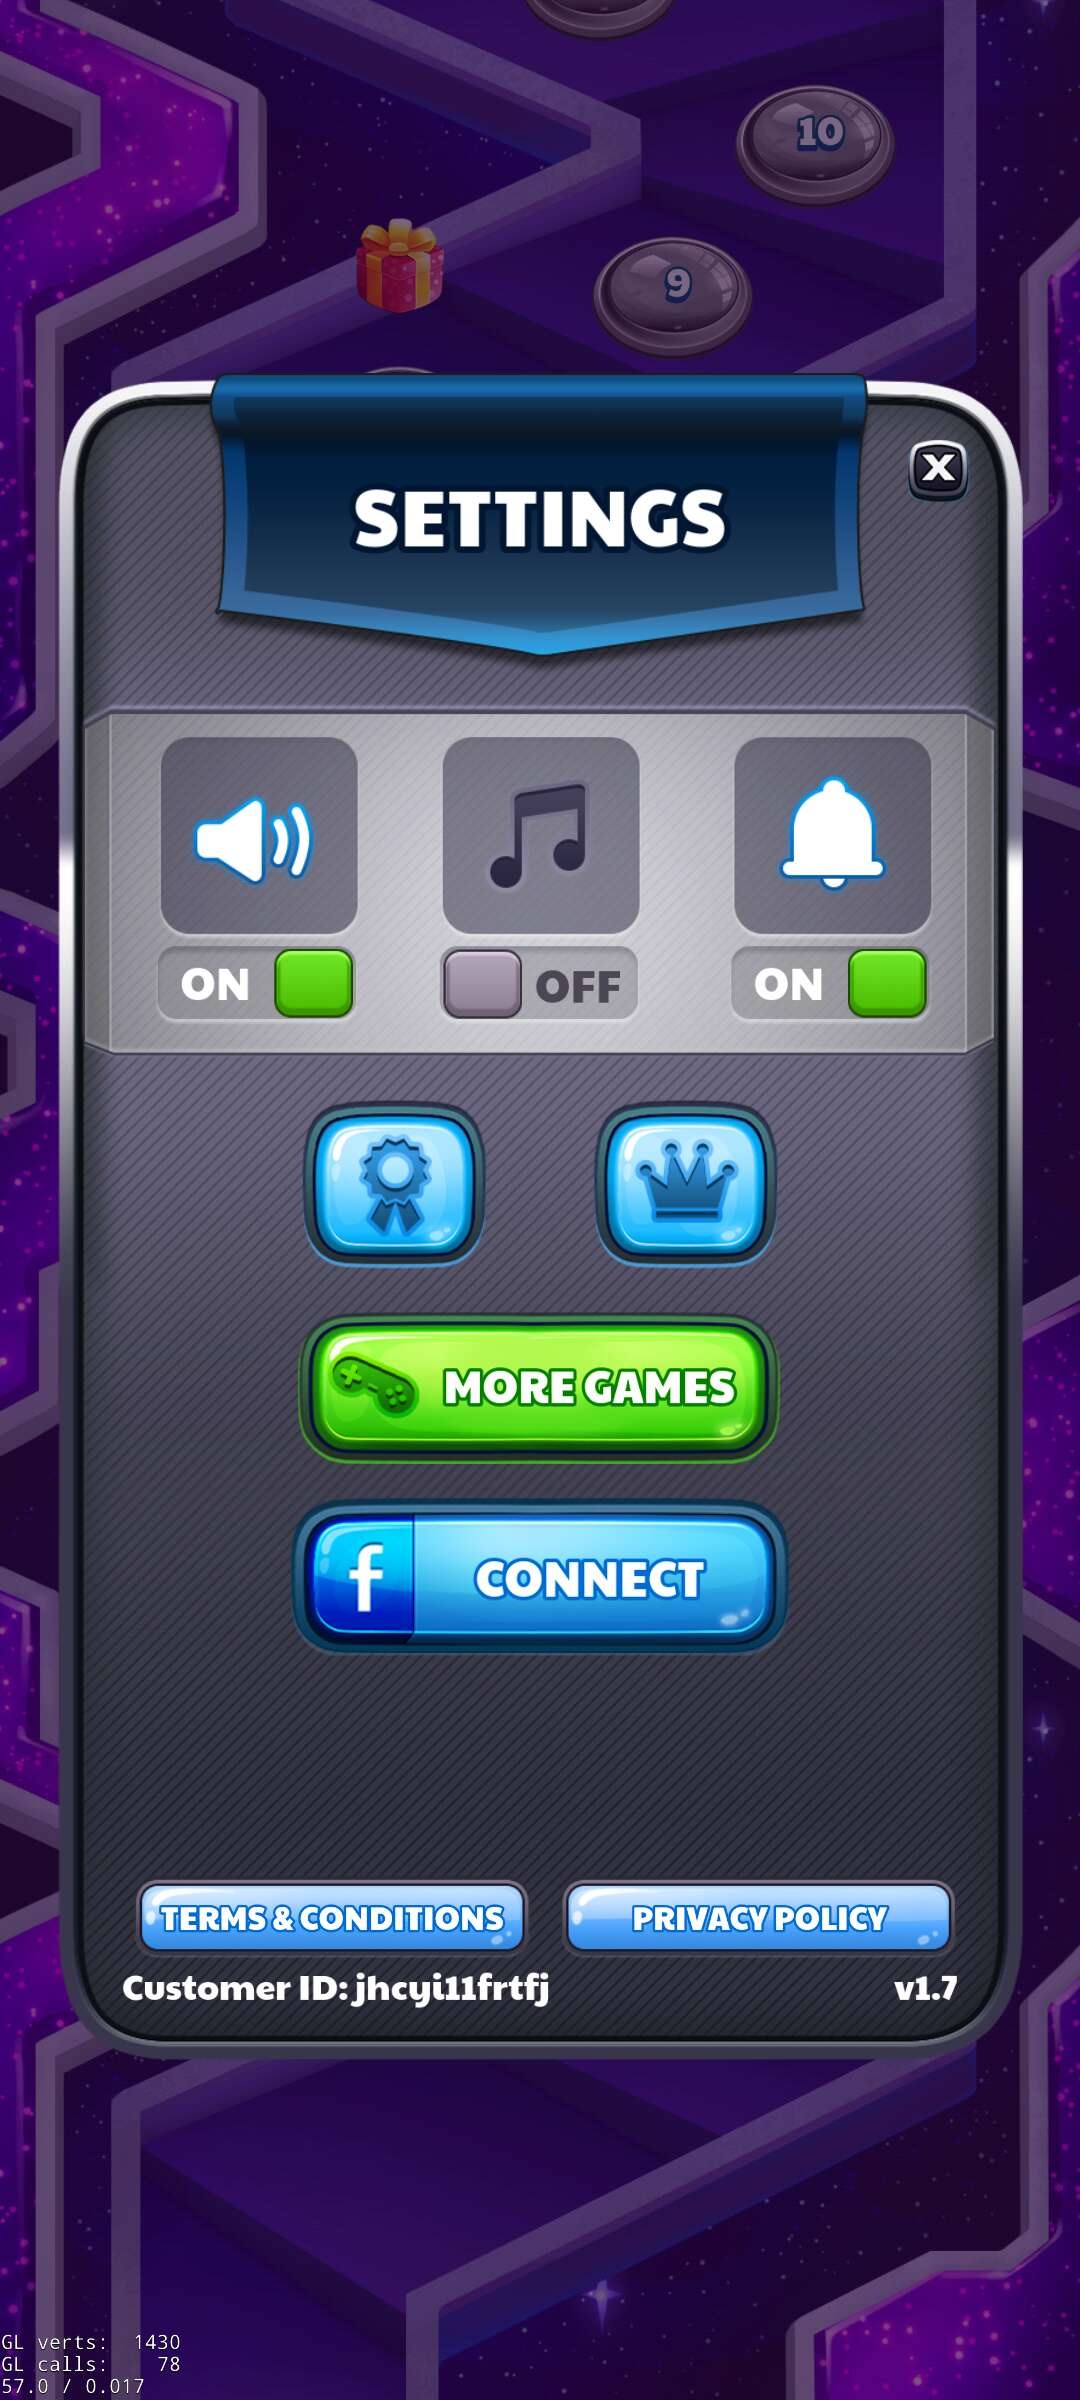 10
9
X
SETTINGS
ON
OFF
ON
MORE GAMES
f CONNECT
TERMS & CONDITIONS
PRIVACY POLICY
Customer ID: jhcyi11frtfj
v1.7
GL verts: 1430
GL calls: 78
57.0 / 0.017